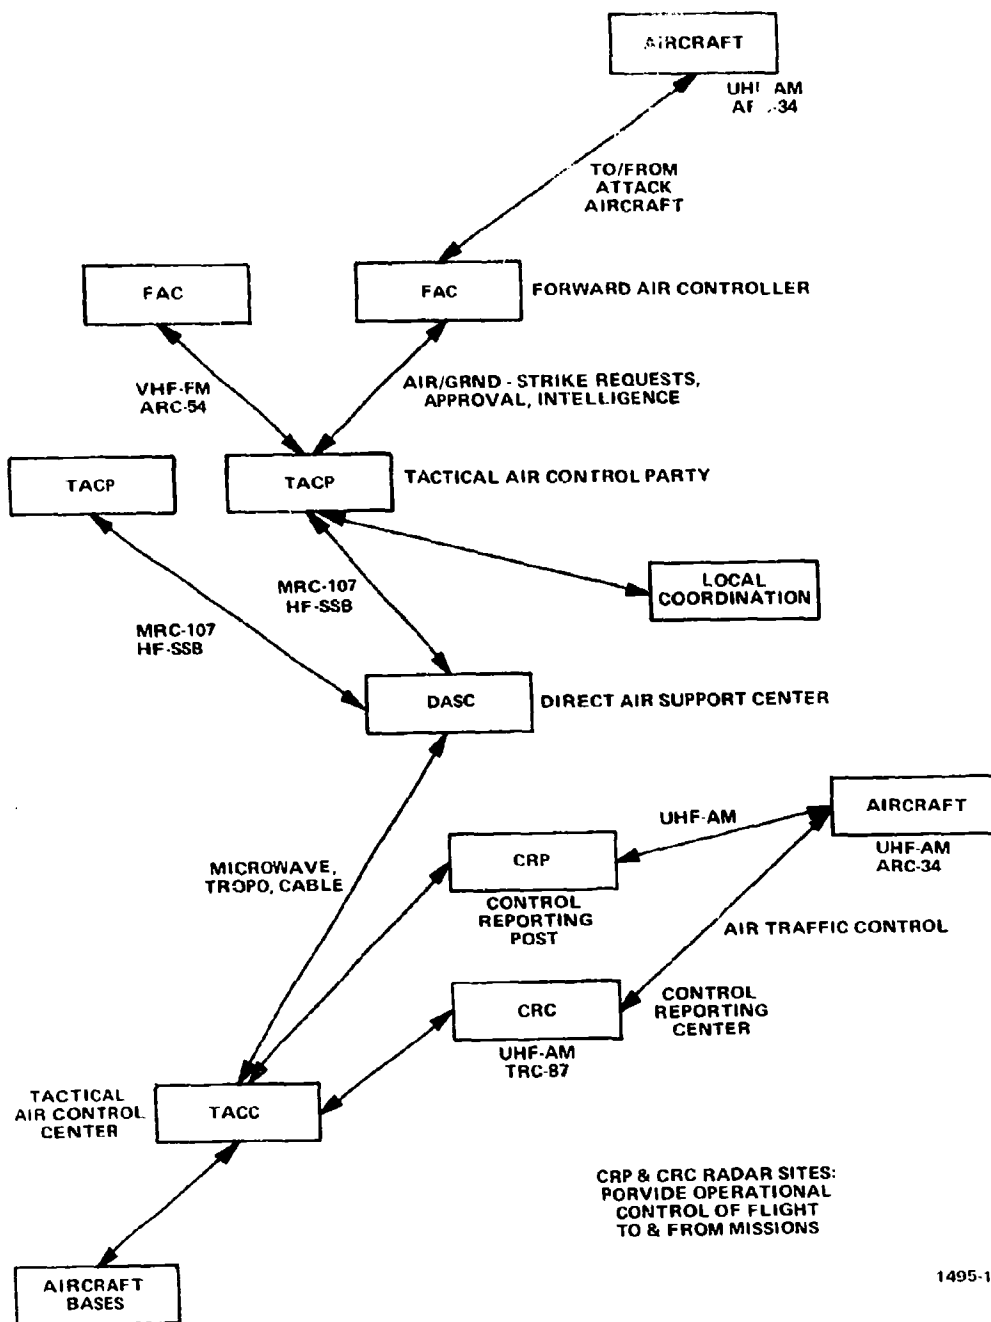 AIRCRAFT
UHF AM
-34
TO/FROM
ATTACK
AIRCRAFT
FAC
FAC
FORWARD AIR CONTROLLER
VHF-FM
ARC-54
AIR/GRND - STRIKE REQUESTS,
APPROVAL, INTELLIGENCE
TACP
TACP
TACTICAL AIR CONTROL PARTY
MRC-107
HF-SSB
MRC-107
HF-SSB
LOCAL
COORDINATION
DASC
DIRECT AIR SUPPORT CENTER
MICROWAVE,
TROPO, CABLE
UHF-AM
AIRCRAFT
UHF-AM
ARC-34
CRP
CONTROL
REPORTING
POST
AIR TRAFFIC CONTROL
CRC
UHF-AM
TRC-87
CONTROL
REPORTING
CENTER
TACTICAL
AIR CONTROL
CENTER
TACC
CRP & CRC RADAR SITES:
PORVIDE OPERATIONAL
CONTROL OF FLIGHT
TO & FROM MISSIONS
AIRCRAFT
BASES
1495-1